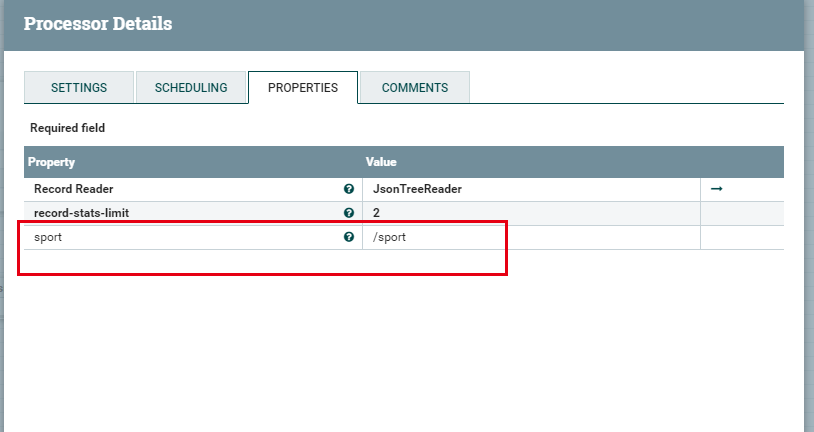 Processor Details
SETTINGS SCHEDULING PROPERTIES COMMENTS
Required field
Property Value
Record Reader JsonTreeReader
record-stats-limit 2
sport /sport